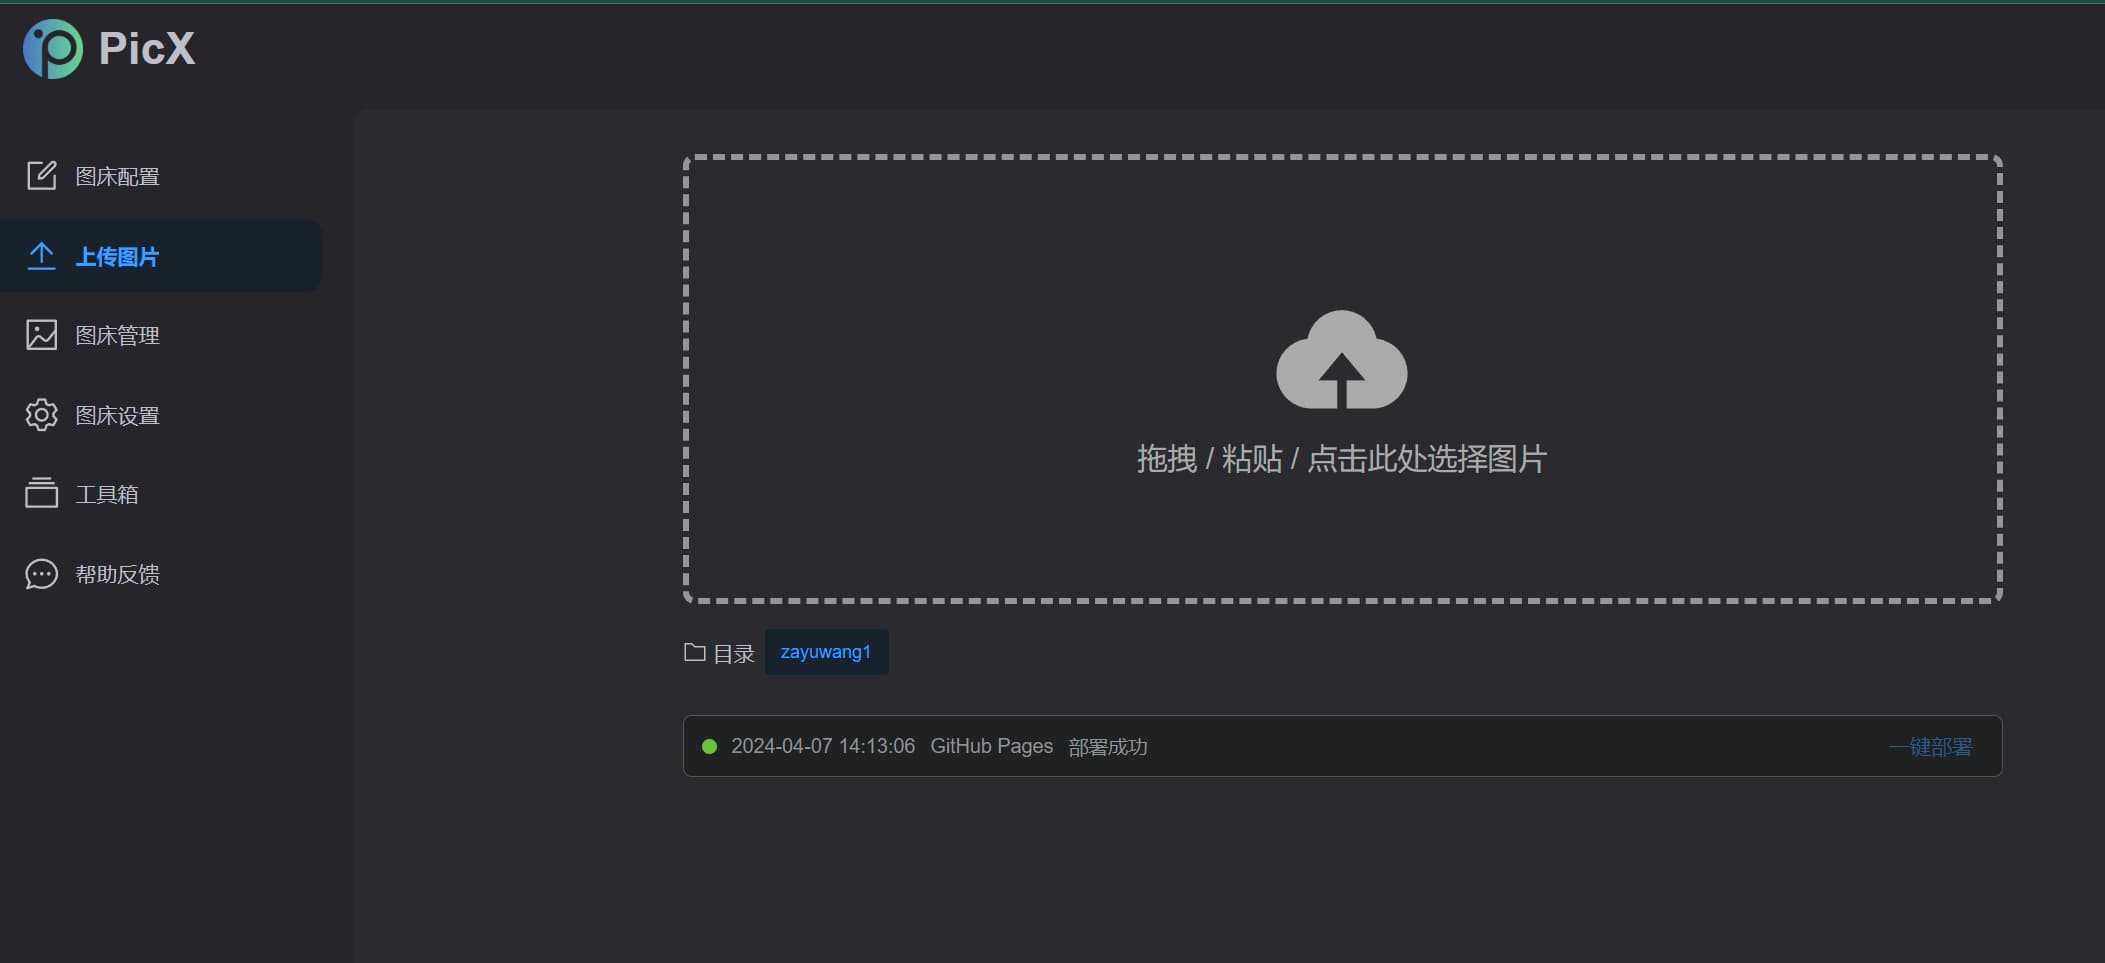 PicX
图床配置
上传图片
图床管理
图床设置
工具箱
帮助反馈
拖拽 / 粘贴 / 点击此处选择图片
目录 zayuwang1
2024-04-07 14:13:06 GitHub Pages 部署成功 一键部署